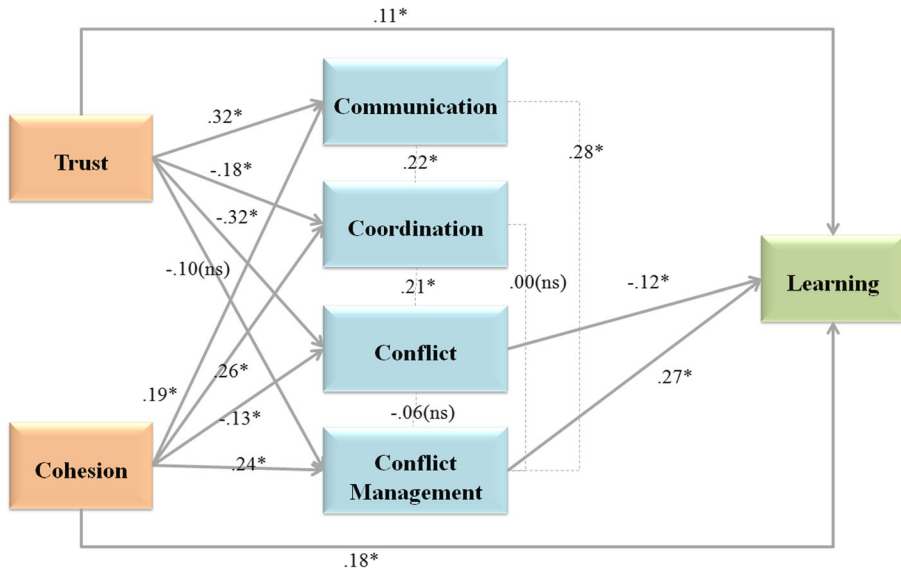 .11*
Communication
.32*
Trust
.28*
.22*
-.18*
-.32*
Coordination
-.10(ns)
.00(ns)
Learning
.21*
-.12*
Conflict
.26*
.19*
.27*
-.13*
-.06(ns)
Cohesion
.24*
Conflict
Management
.18*